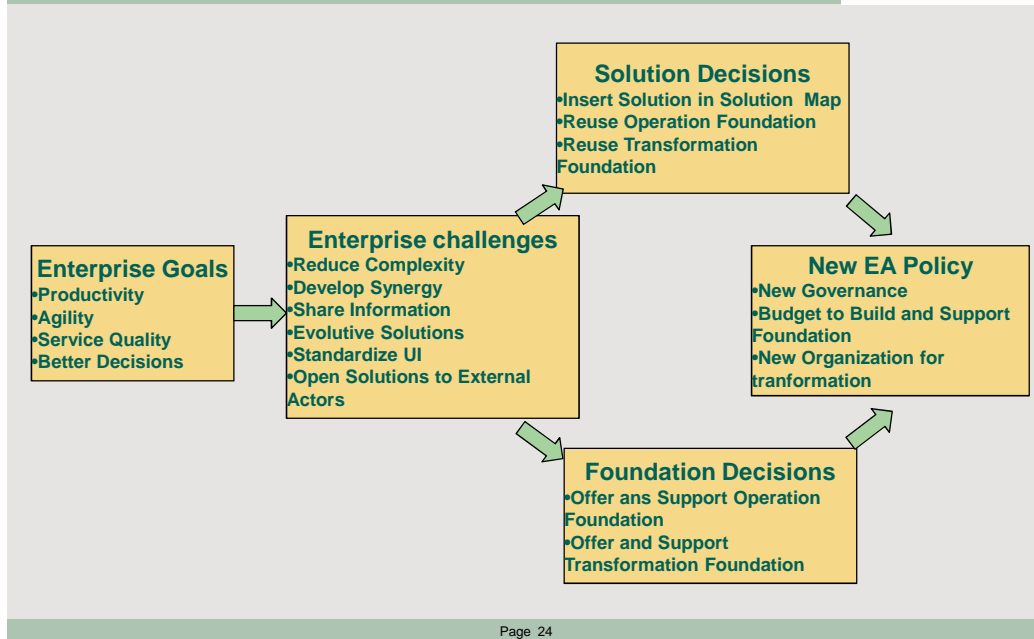 Enterprise Goals
•Productivity
•Agility
•Service Quality
•Better Decisions
Enterprise challenges
•Reduce Complexity
•Develop Synergy
•Share Information
•Evolutive Solutions
•Standardize UI
•Open Solutions to External
Actors
Solution Decisions
•Insert Solution in Solution Map
•Reuse Operation Foundation
•Reuse Transformation
Foundation
Foundation Decisions
•Offer ans Support Operation
Foundation
•Offer and Support
Transformation Foundation
New EA Policy
•New Governance
•Budget to Build and Support
Foundation
•New Organization for
tranformation
Page 24